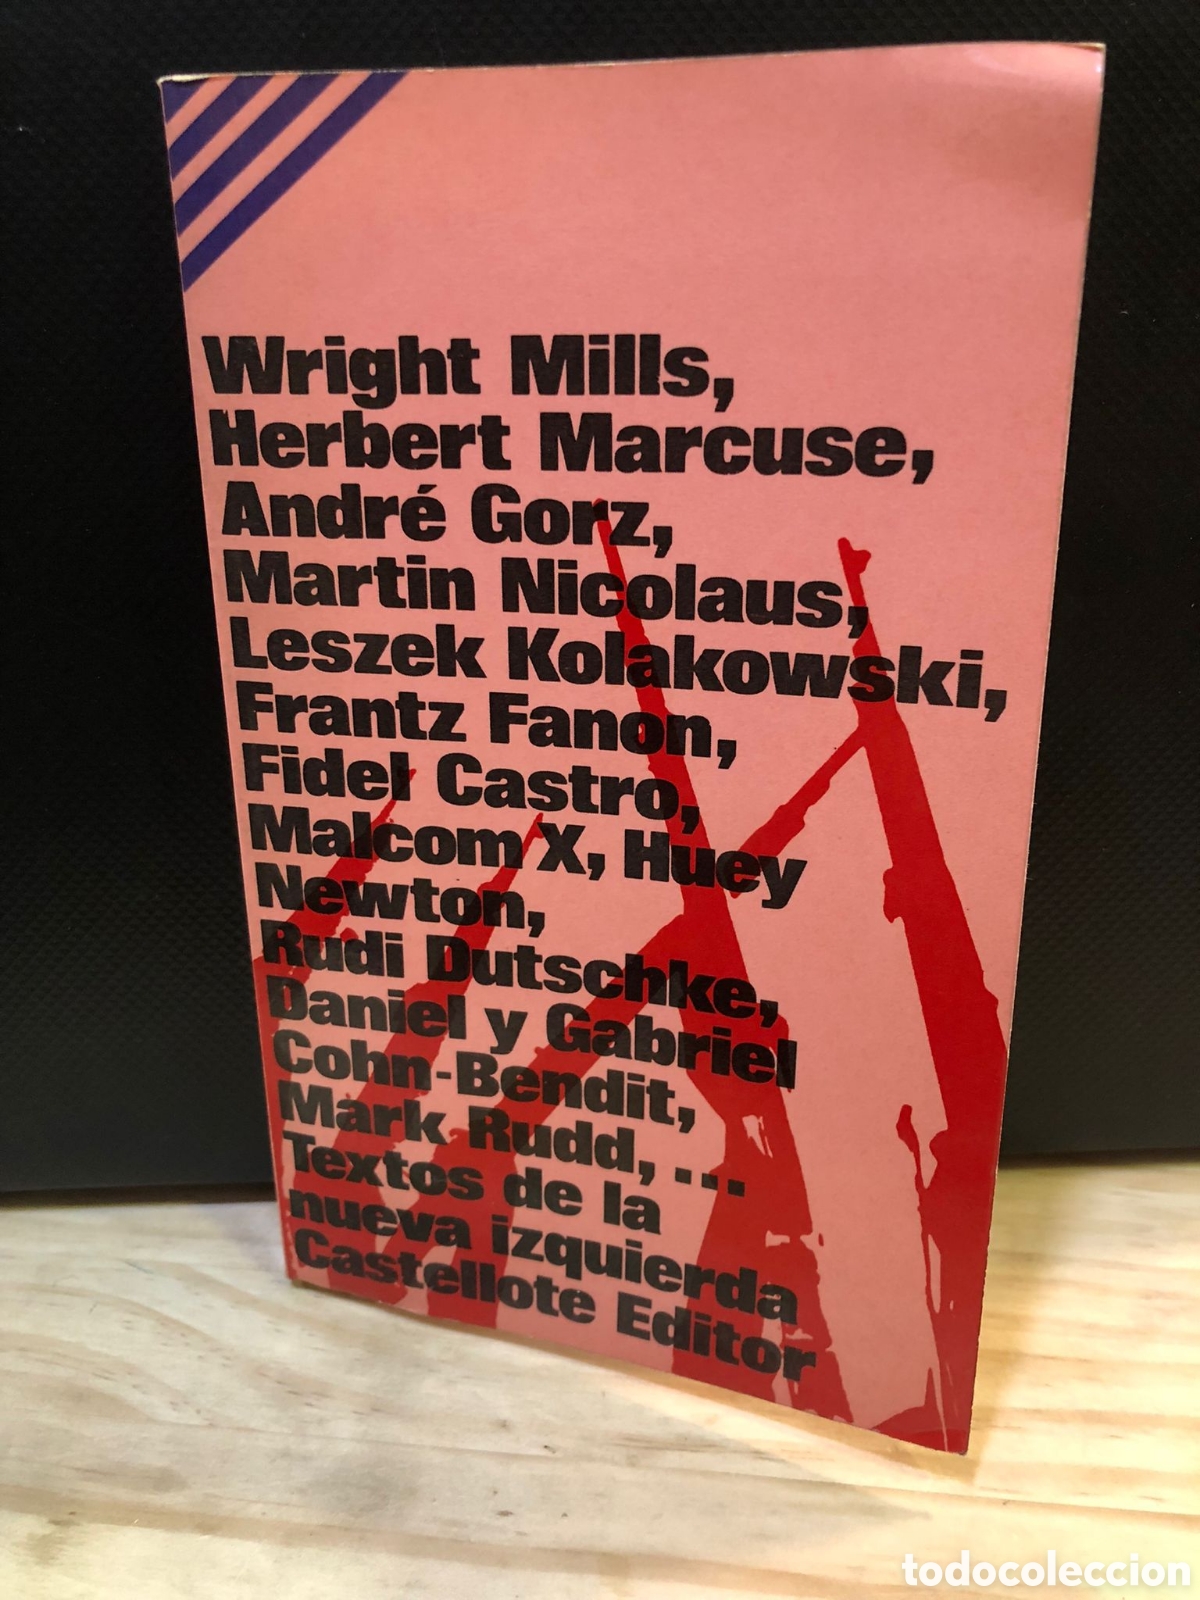 Wright Mills,
Herbert Marcuse,
André Gorz,
Martin Nicolaus,
Leszek Kolakowski,
Frantz Fanon,
Fidel Castro,
Malcom X, Huey
Newton,
Rudi Dutschke,
Daniel y Gabriel
Cohn-Bendit,
Mark Rudd, ...
Textos de la
nueva izquierda
Castellote Editor
todocoleccion